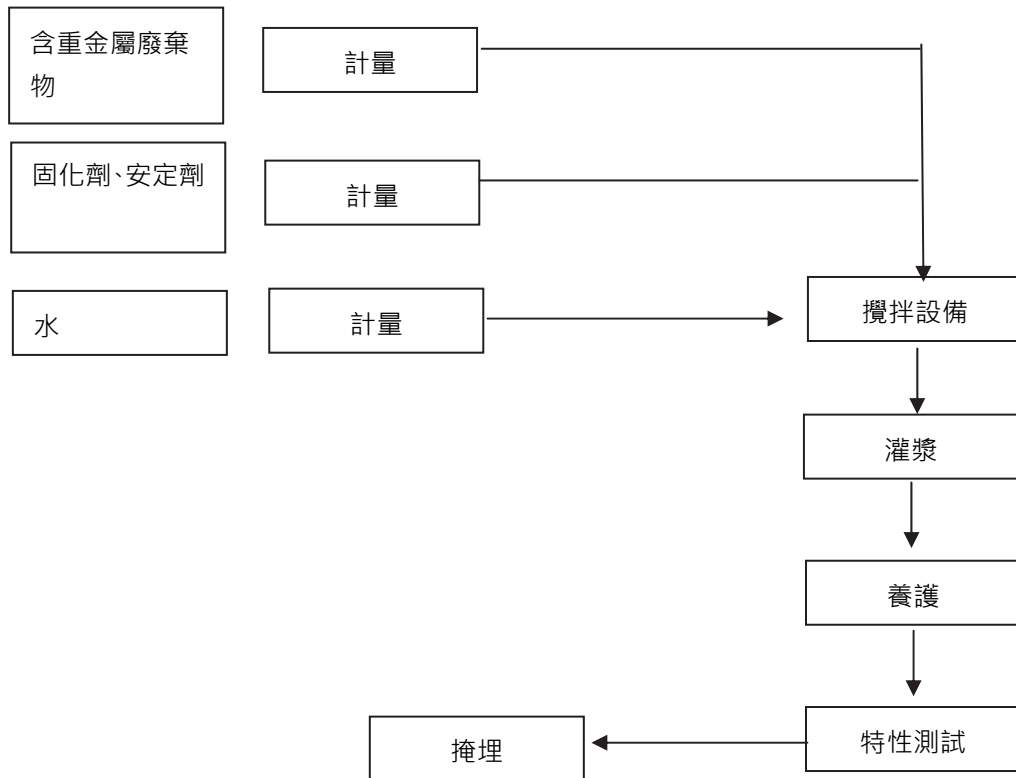 含重金屬廢棄
物
計量
固化劑、安定劑
計量
水
計量
攪拌設備
灌漿
養護
特性測試
掩埋